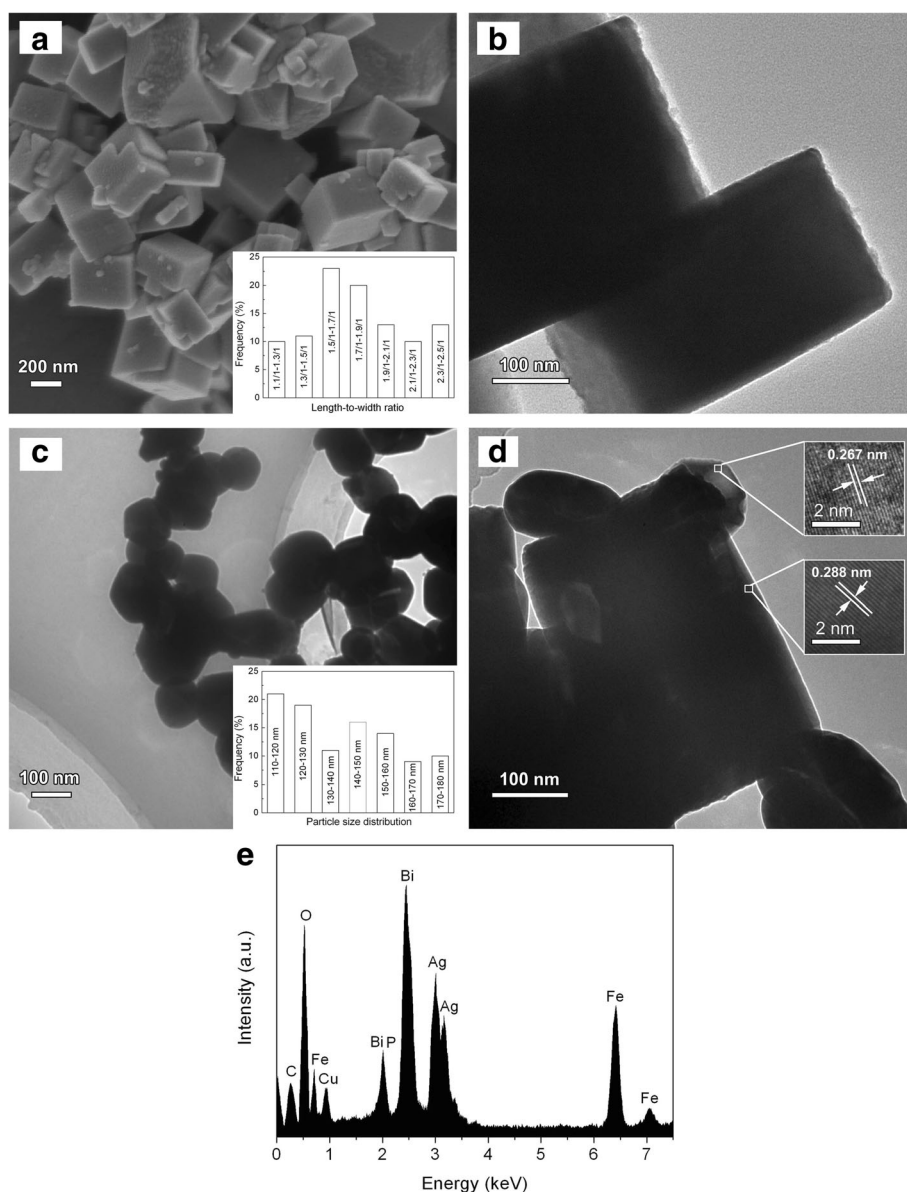 a
200 nm
25
20
15
10
5
0
Frequency (%)
1.1/1-1.3/1
1.3/1-1.5/1
1.5/1-1.7/1
1.7/1-1.9/1
1.9/1-2.1/1
2.1/1-2.3/1
2.3/1-2.5/1
Length-to-width ratio
b
100 nm
c
100 nm
25
20
15
10
5
0
Frequency (%)
110-120 nm
120-130 nm
130-140 nm
140-150 nm
150-160 nm
160-170 nm
170-180 nm
Particle size distribution
d
0.267 nm
2 nm
0.288 nm
2 nm
100 nm
e
Intensity (a.u.)
C
O
Fe
Cu
Bi P
Bi
Ag
Ag
Fe
Fe
0 1 2 3 4 5 6 7
Energy (keV)